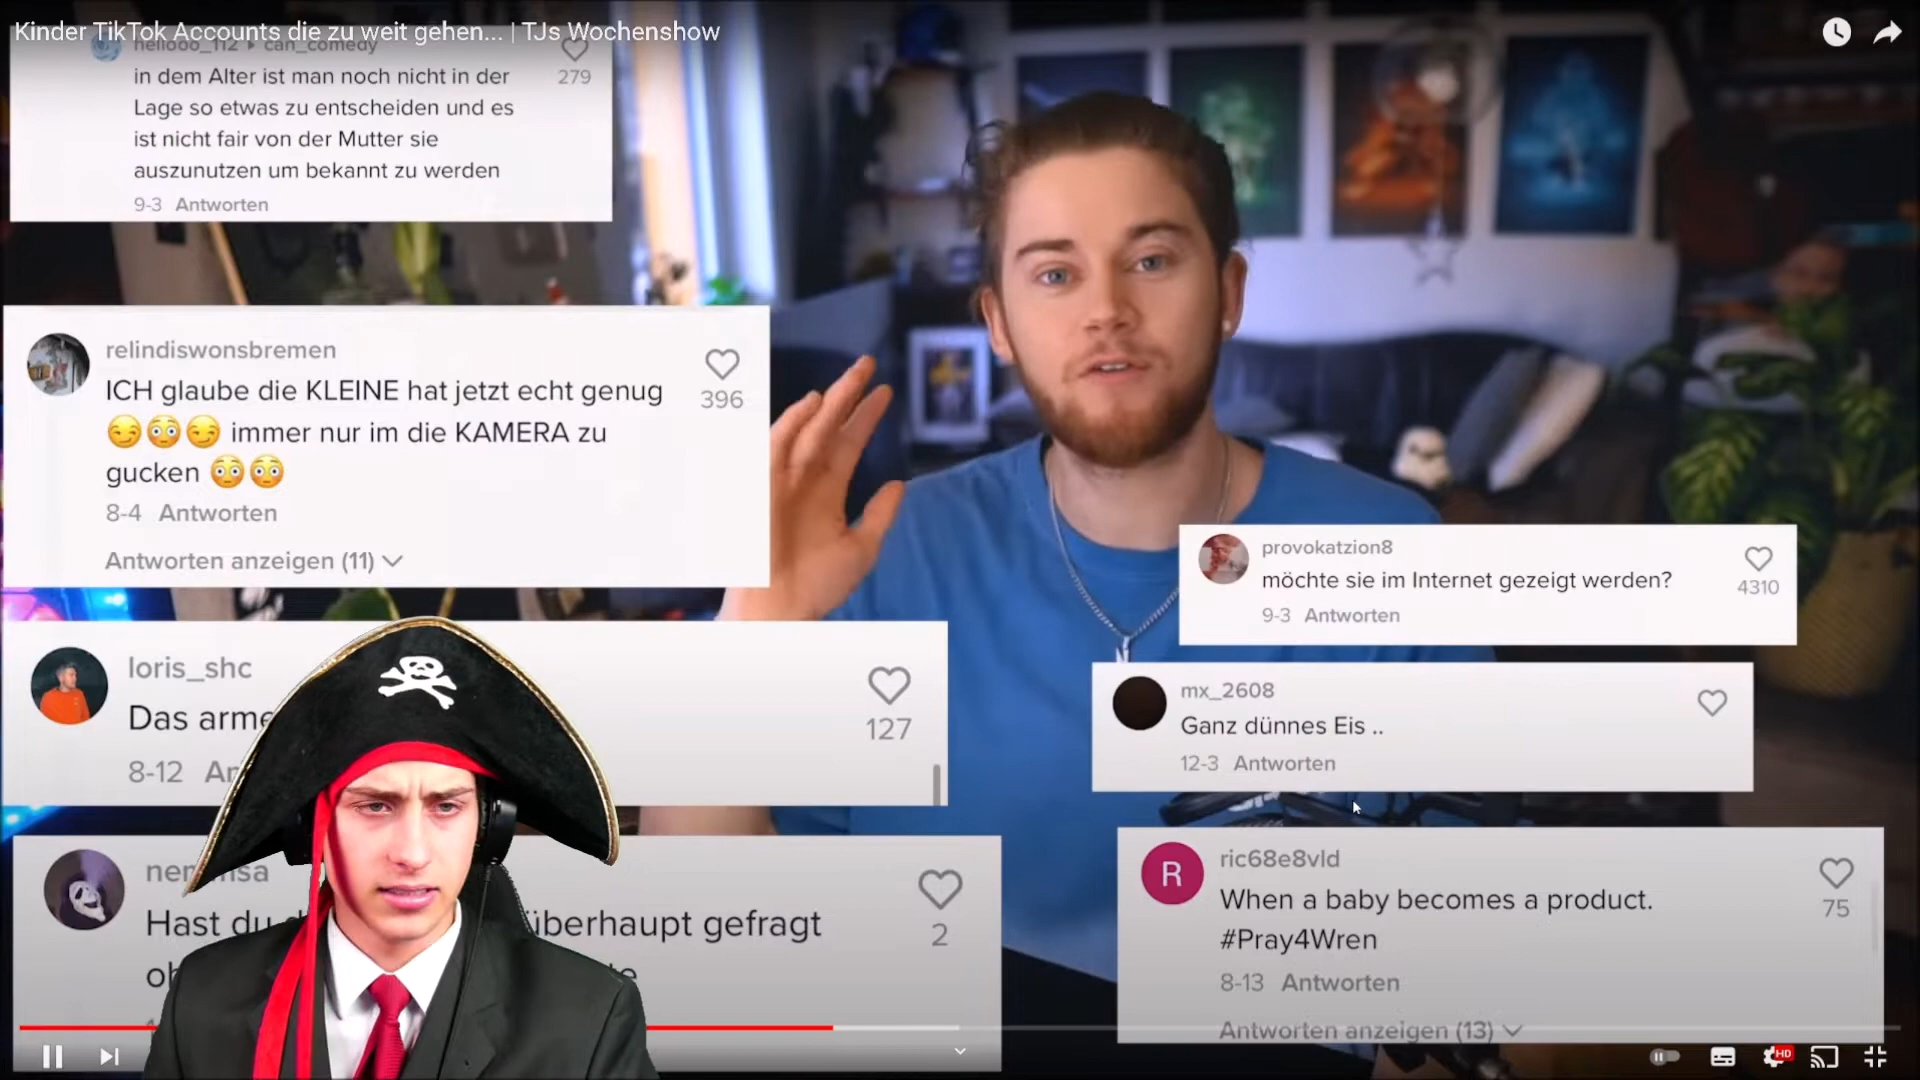 Kinder TikTok Accounts die zu weit gehen... | TJs Wochenshow
hellooo_112 ▸ can_comedy
in dem Alter ist man noch nicht in der
Lage so etwas zu entscheiden und es
ist nicht fair von der Mutter sie
auszunutzen um bekannt zu werden
9-3 Antworten
279
relindiswonsbremen
ICH glaube die KLEINE hat jetzt echt genug
😏😳😏 immer nur im die KAMERA zu
gucken 😳😳
8-4 Antworten
Antworten anzeigen (11)
396
loris_shc
Das arme
8-12
127
Hast du überhaupt gefragt
2
provokatzion8
möchte sie im Internet gezeigt werden?
9-3 Antworten
4310
mx_2608
Ganz dünnes Eis ..
12-3 Antworten
R
ric68e8vld
When a baby becomes a product.
#Pray4Wren
8-13 Antworten
75
Antworten anzeigen (13)
HD